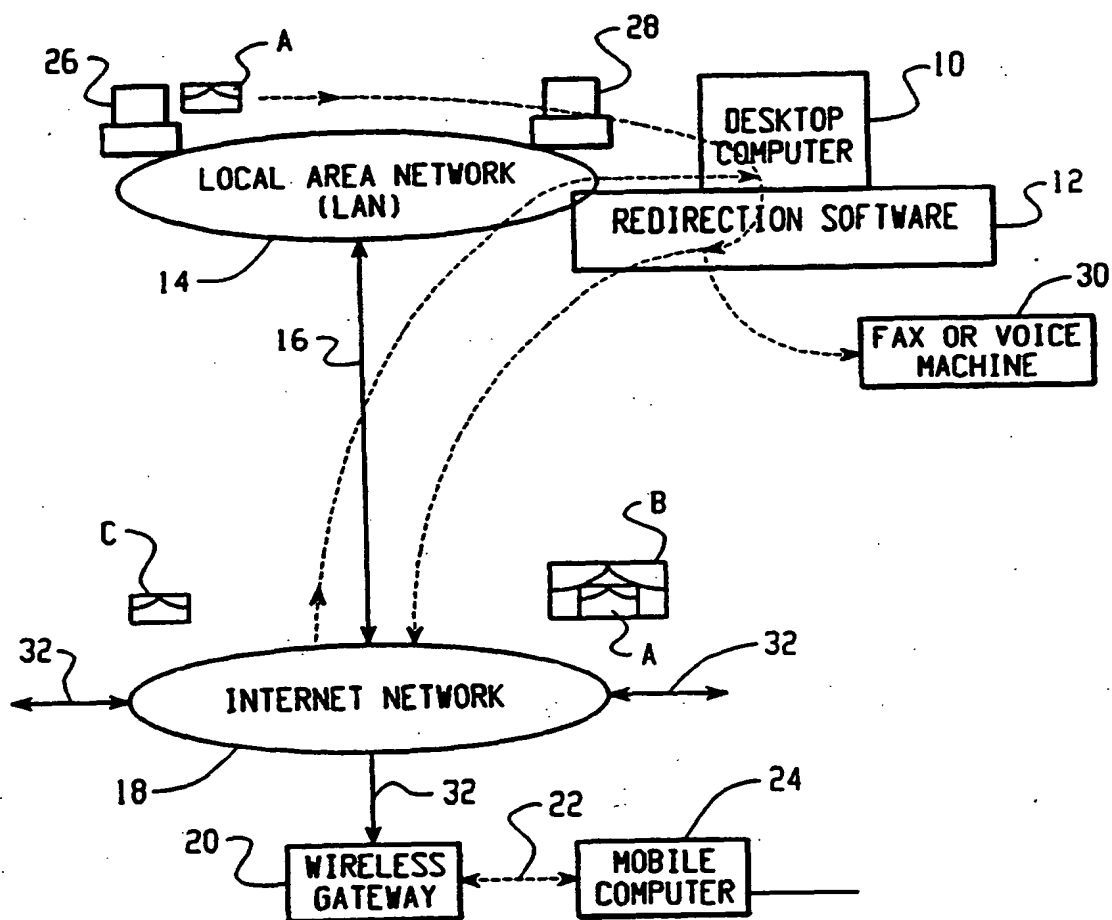 A
28
26
10
DESKTOP
COMPUTER
LOCAL AREA NETWORK
(LAN)
12
REDIRECTION SOFTWARE
14
30
16
FAX OR VOICE
MACHINE
B
C
A
32
32
INTERNET NETWORK
18
32
24
22
20
WIRELESS
GATEWAY
MOBILE
COMPUTER